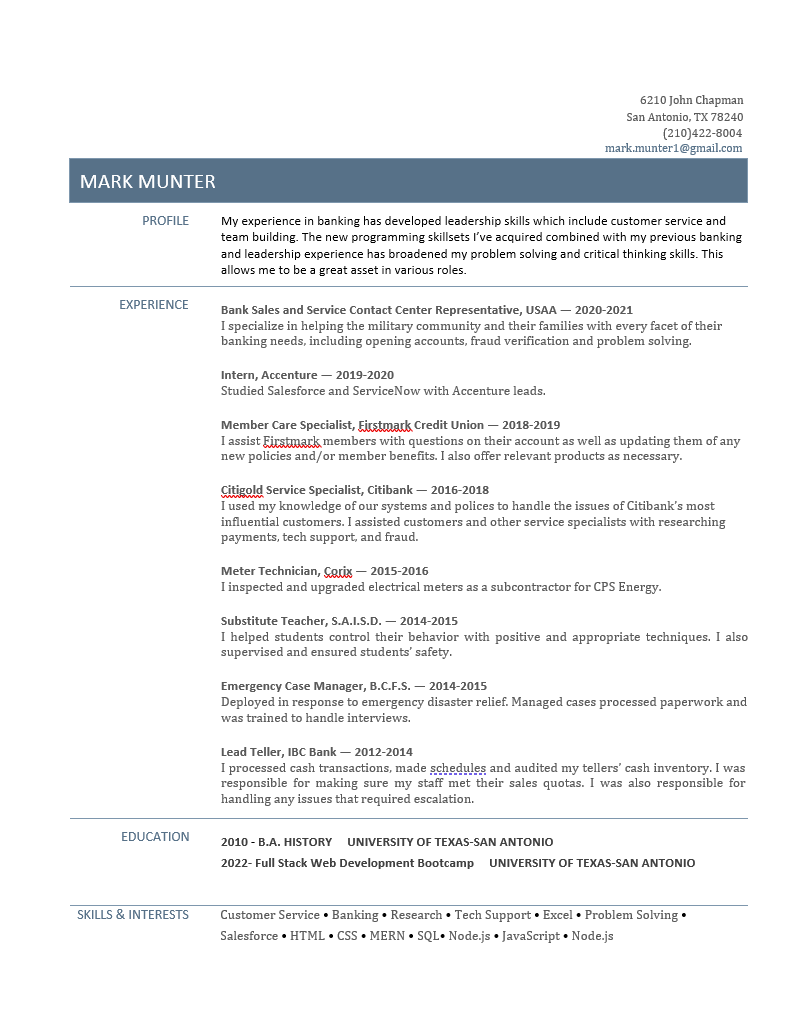 6210 John Chapman
San Antonio, TX 78240
(210)422-8004
mark.munter1@gmail.com
MARK MUNTER
PROFILE
My experience in banking has developed leadership skills which include customer service and
team building. The new programming skillsets I've acquired combined with my previous banking
and leadership experience has broadened my problem solving and critical thinking skills. This
allows me to be a great asset in various roles.
EXPERIENCE
Bank Sales and Service Contact Center Representative, USAA — 2020-2021
I specialize in helping the military community and their families with every facet of their
banking needs, including opening accounts, fraud verification and problem solving.
Intern, Accenture — 2019-2020
Studied Salesforce and ServiceNow with Accenture leads.
Member Care Specialist, Firstmark Credit Union — 2018-2019
I assist Firstmark members with questions on their account as well as updating them of any
new policies and/or member benefits. I also offer relevant products as necessary.
Citigold Service Specialist, Citibank — 2016-2018
I used my knowledge of our systems and polices to handle the issues of Citibank's most
influential customers. I assisted customers and other service specialists with researching
payments, tech support, and fraud.
Meter Technician, Corix — 2015-2016
I inspected and upgraded electrical meters as a subcontractor for CPS Energy.
Substitute Teacher, S.A.I.S.D. — 2014-2015
I helped students control their behavior with positive and appropriate techniques. I also
supervised and ensured students' safety.
Emergency Case Manager, B.C.F.S. — 2014-2015
Deployed in response to emergency disaster relief. Managed cases processed paperwork and
was trained to handle interviews.
Lead Teller, IBC Bank — 2012-2014
I processed cash transactions, made schedules and audited my tellers' cash inventory. I was
responsible for making sure my staff met their sales quotas. I was also responsible for
handling any issues that required escalation.
EDUCATION
2010 - B.A. HISTORY UNIVERSITY OF TEXAS-SAN ANTONIO
2022- Full Stack Web Development Bootcamp UNIVERSITY OF TEXAS-SAN ANTONIO
SKILLS & INTERESTS
Customer Service • Banking • Research • Tech Support • Excel • Problem Solving •
Salesforce • HTML • CSS • MERN • SQL• Node.js • JavaScript • Node.js